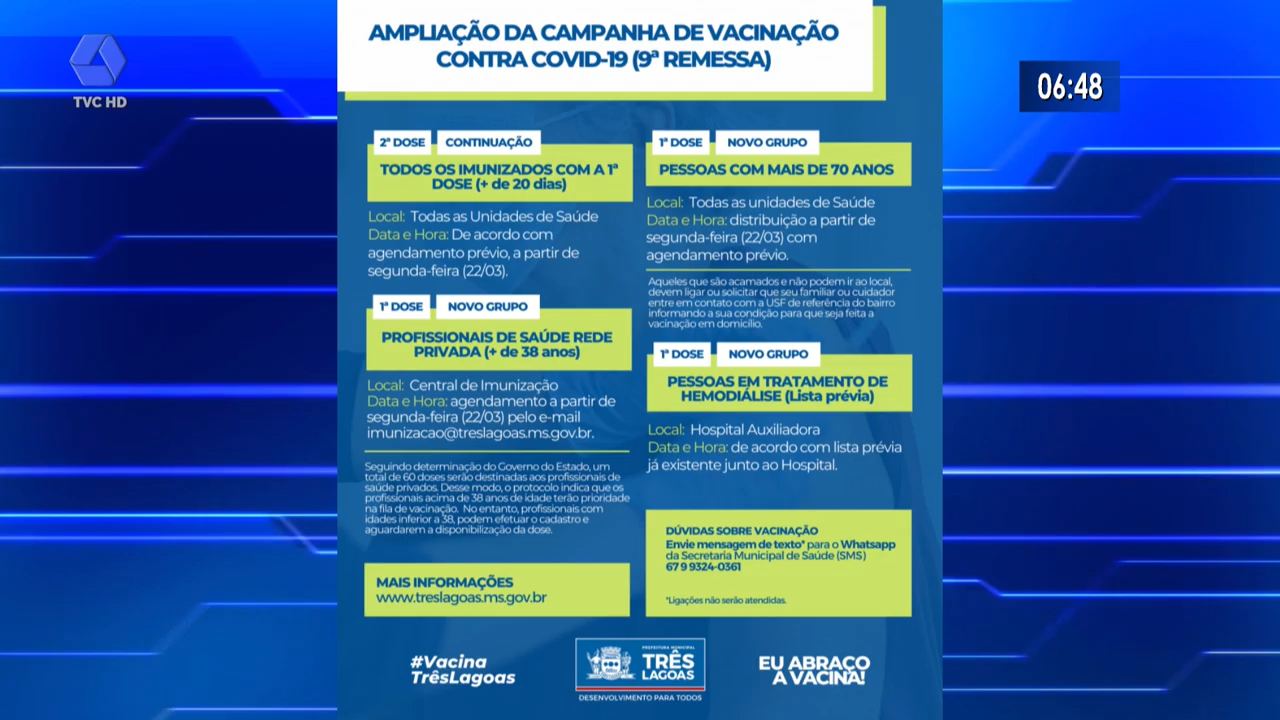 TVC HD
06:48
AMPLIAÇÃO DA CAMPANHA DE VACINAÇÃO
CONTRA COVID-19 (9ª REMESSA)
2ª DOSE CONTINUAÇÃO
TODOS OS IMUNIZADOS COM A 1ª
DOSE (+ de 20 dias)
Local: Todas as Unidades de Saúde
Data e Hora: De acordo com
agendamento prévio, a partir de
segunda-feira (22/03).
1ª DOSE NOVO GRUPO
PROFISSIONAIS DE SAÚDE REDE
PRIVADA (+ de 38 anos)
Local: Central de Imunização
Data e Hora: agendamento a partir de
segunda-feira (22/03) pelo e-mail
imunizacao@treslagoas.ms.gov.br.
Seguindo determinação do Governo do Estado, um
total de 60 doses serão destinadas aos profissionais de
saúde privados. Desse modo, o protocolo indica que os
profissionais acima de 38 anos de idade terão prioridade
na fila de vacinação. No entanto, profissionais com
idades inferior a 38, podem efetuar o cadastro e
aguardarem a disponibilização da dose.
MAIS INFORMAÇÕES
www.treslagoas.ms.gov.br
1ª DOSE NOVO GRUPO
PESSOAS COM MAIS DE 70 ANOS
Local: Todas as unidades de Saúde
Data e Hora: distribuição a partir de
segunda-feira (22/03) com
agendamento prévio.
Aqueles que são acamados e não podem ir ao local,
devem ligar ou solicitar que seu familiar ou cuidador
entre em contato com a USF de referência do bairro
informando a sua condição para que seja feita a
vacinação em domicílio.
1ª DOSE NOVO GRUPO
PESSOAS EM TRATAMENTO DE
HEMODIÁLISE (Lista prévia)
Local: Hospital Auxiliadora
Data e Hora: de acordo com lista prévia
já existente junto ao Hospital.
DÚVIDAS SOBRE VACINAÇÃO
Envie mensagem de texto* para o Whatsapp
da Secretaria Municipal de Saúde (SMS)
67 9 9324-0361
*Ligações não serão atendidas.
#Vacina
TrêsLagoas
PREFEITURA MUNICIPAL
TRÊS
LAGOAS
DESENVOLVIMENTO PARA TODOS
EU ABRAÇO
A VACINA!